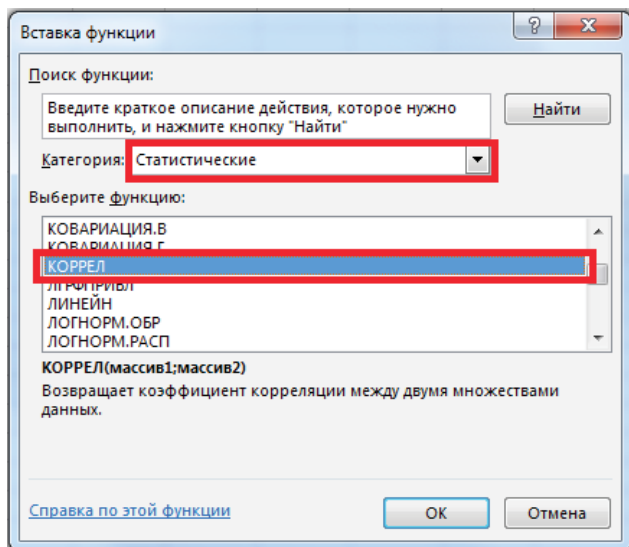 Вставка функции
Поиск функции:
Введите краткое описание действия, которое нужно
выполнить, и нажмите кнопку "Найти"
Найти
Категория: Статистические
Выберите функцию:
КОВАРИАЦИЯ.В
КОВАРИАЦИЯ.Г
КОРРЕЛ
ЛГРФПРИБЛ
ЛИНЕЙН
ЛОГНОРМ.ОБР
ЛОГНОРМ.РАСП
КОРРЕЛ(массив1;массив2)
Возвращает коэффициент корреляции между двумя множествами
данных.
Справка по этой функции
ОК
Отмена